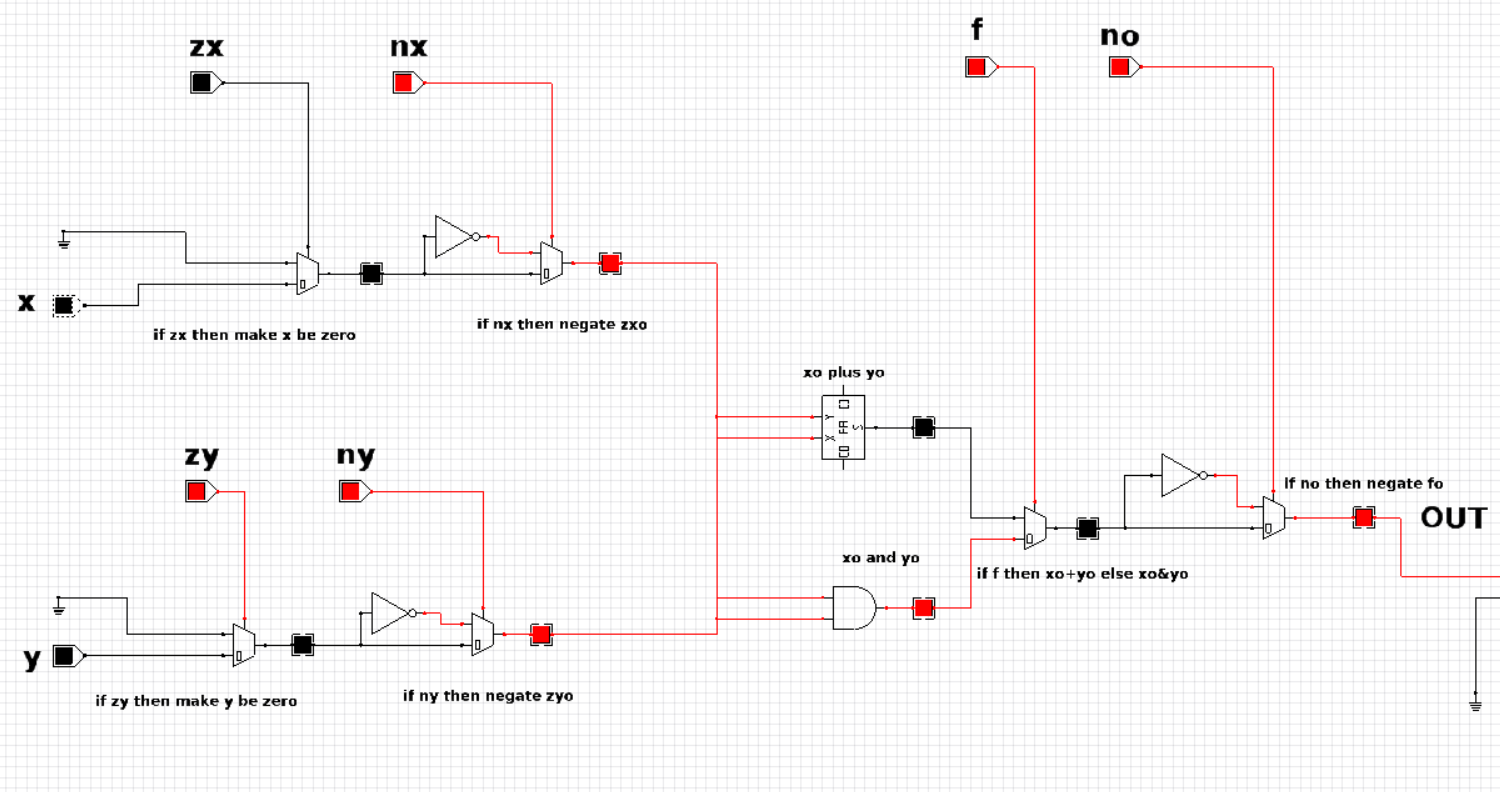 zx
nx
f
no
x
if zx then make x be zero
if nx then negate zxo
xo plus yo
CI
Y
X
FA
S
CO
zy
ny
If no then negate fo
OUT
xo and yo
if f then xo+yo else xo&yo
y
if zy then make y be zero
if ny then negate zyo